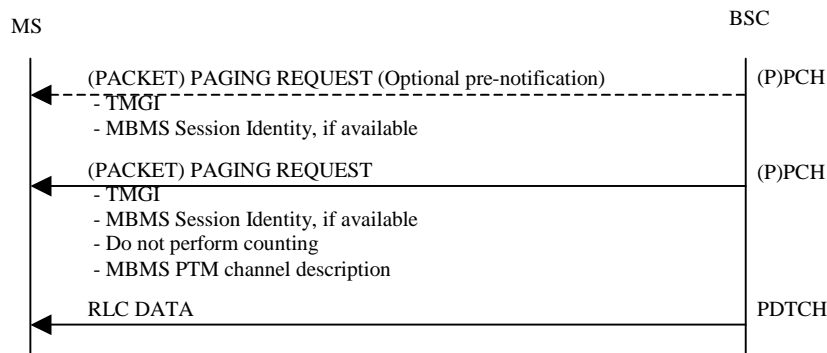 MS
BSC
(PACKET) PAGING REQUEST (Optional pre-notification)
(P)PCH
- TMGI
- MBMS Session Identity, if available
(PACKET) PAGING REQUEST
(P)PCH
- TMGI
- MBMS Session Identity, if available
- Do not perform counting
- MBMS PTM channel description
RLC DATA
PDTCH